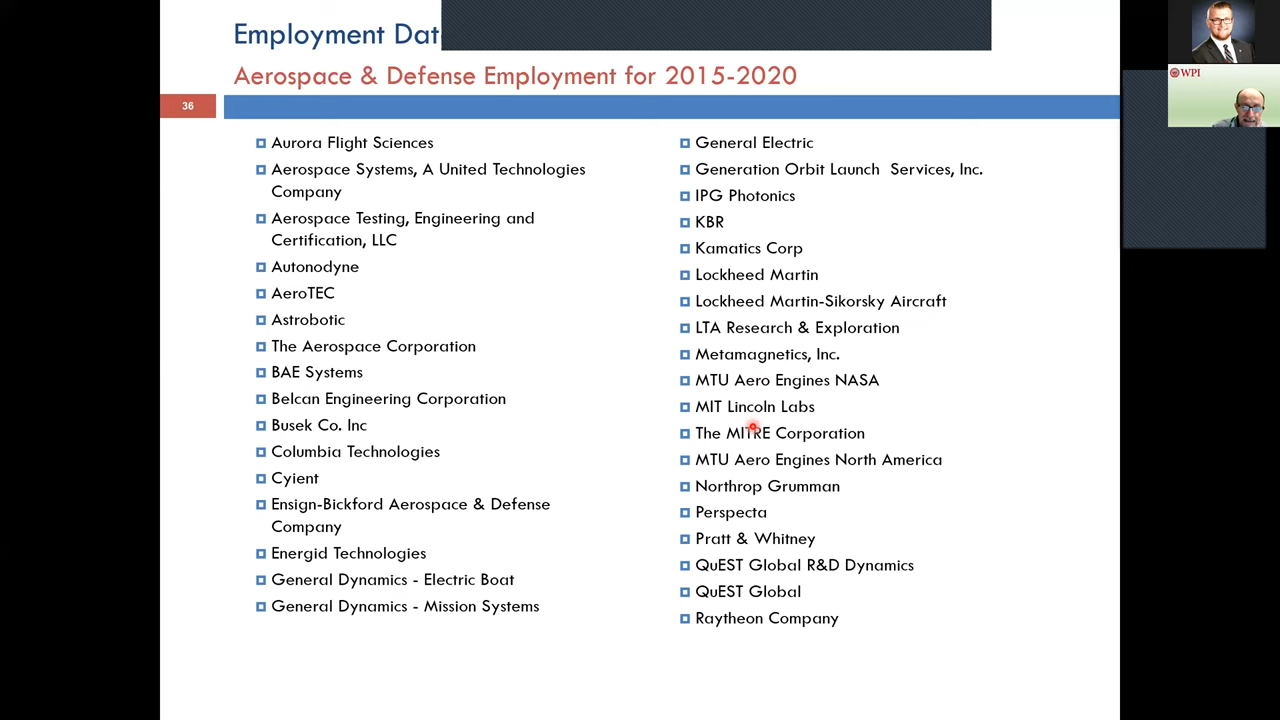 Employment Dat
Aerospace & Defense Employment for 2015-2020
36
Aurora Flight Sciences
Aerospace Systems, A United Technologies
Company
Aerospace Testing, Engineering and
Certification, LLC
Autonodyne
AeroTEC
Astrobotic
The Aerospace Corporation
BAE Systems
Belcan Engineering Corporation
Busek Co. Inc
Columbia Technologies
Cyient
Ensign-Bickford Aerospace & Defense
Company
Energid Technologies
General Dynamics - Electric Boat
General Dynamics - Mission Systems
General Electric
Generation Orbit Launch Services, Inc.
IPG Photonics
KBR
Kamatics Corp
Lockheed Martin
Lockheed Martin-Sikorsky Aircraft
LTA Research & Exploration
Metamagnetics, Inc.
MTU Aero Engines NASA
MIT Lincoln Labs
The MITRE Corporation
MTU Aero Engines North America
Northrop Grumman
Perspecta
Pratt & Whitney
QuEST Global R&D Dynamics
QuEST Global
Raytheon Company
WPI